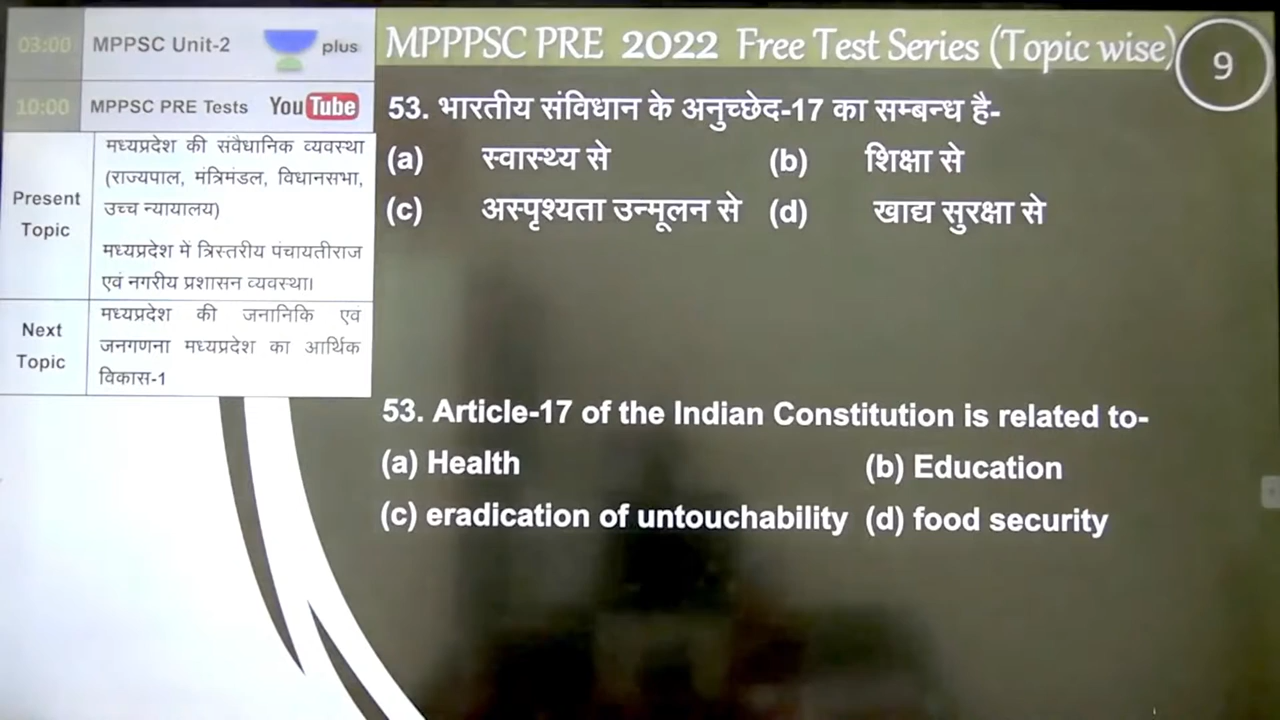 03:00 MPPSC Unit-2 plus
10:00 MPPSC PRE Tests YouTube
Present Topic
मध्यप्रदेश की संवैधानिक व्यवस्था
(राज्यपाल, मंत्रिमंडल, विधानसभा,
उच्च न्यायालय)
मध्यप्रदेश में त्रिस्तरीय पंचायतीराज
एवं नगरीय प्रशासन व्यवस्था।
Next Topic
मध्यप्रदेश की जनानिकि एवं
जनगणना मध्यप्रदेश का आर्थिक
विकास-1
MPPPSC PRE 2022 Free Test Series (Topic wise) 9
53. भारतीय संविधान के अनुच्छेद-17 का सम्बन्ध है-
(a) स्वास्थ्य से (b) शिक्षा से
(c) अस्पृश्यता उन्मूलन से (d) खाद्य सुरक्षा से
53. Article-17 of the Indian Constitution is related to-
(a) Health (b) Education
(c) eradication of untouchability (d) food security